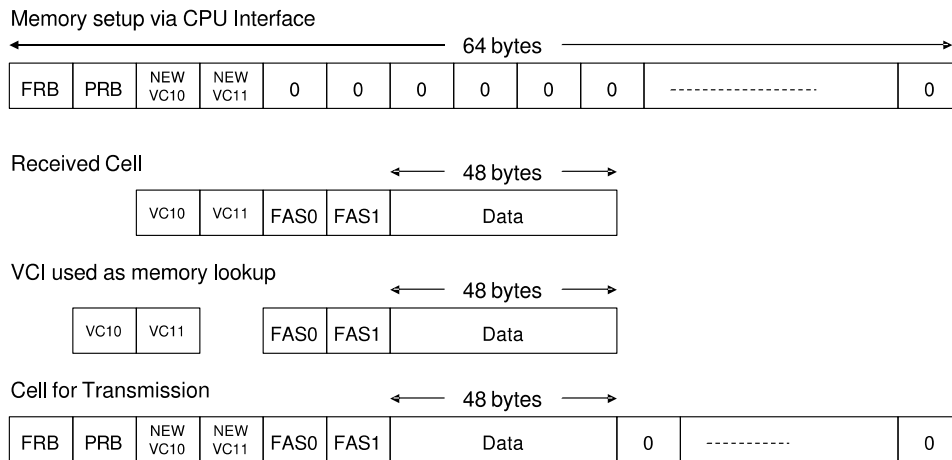 Memory setup via CPU Interface
64 bytes
FRB PRB NEW VC10 NEW VC11 0 0 0 0 0 0 0
Received Cell
48 bytes
VC10 VC11 FAS0 FAS1 Data
VCI used as memory lookup
48 bytes
VC10 VC11 FAS0 FAS1 Data
Cell for Transmission
48 bytes
FRB PRB NEW VC10 NEW VC11 FAS0 FAS1 Data 0 0